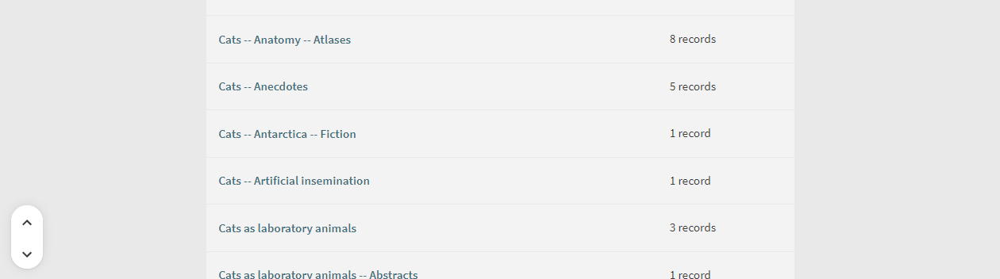 Cats -- Anatomy -- Atlases 8 records
Cats -- Anecdotes 5 records
Cats -- Antarctica -- Fiction 1 record
Cats -- Artificial insemination 1 record
Cats as laboratory animals 3 records
Cats as laboratory animals -- Abstracts 1 record